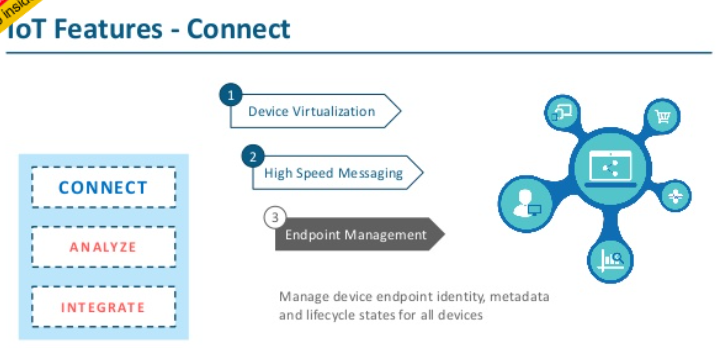 IoT Features - Connect
1
Device Virtualization
2
High Speed Messaging
3
Endpoint Management
CONNECT
ANALYZE
INTEGRATE
Manage device endpoint identity, metadata
and lifecycle states for all devices